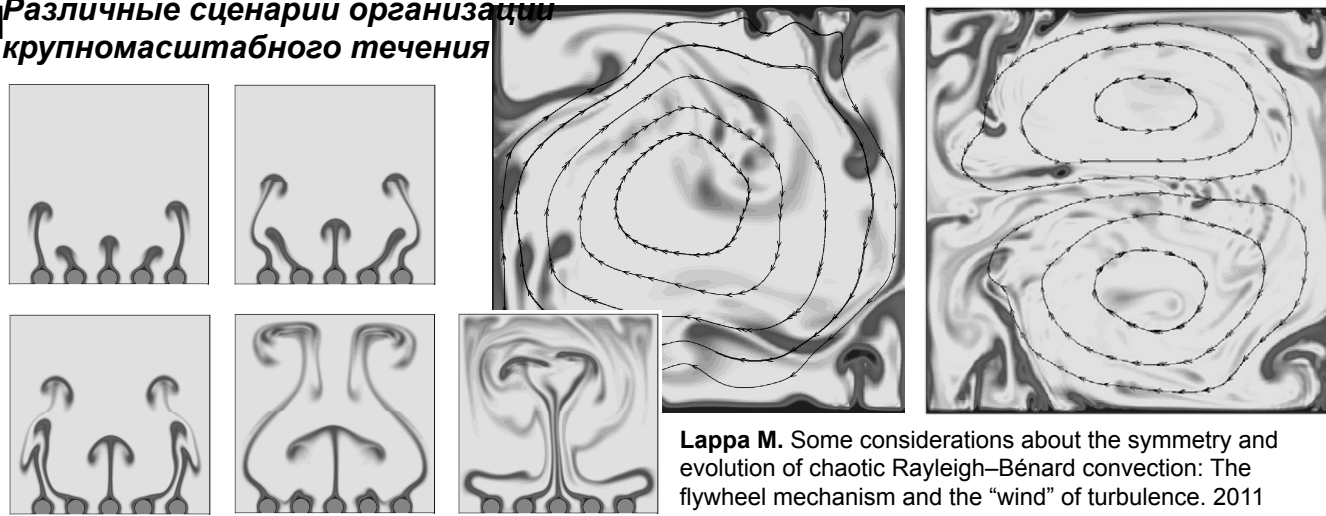 Различные сценарии организации
крупномасштабного течения
Lappa M. Some considerations about the symmetry and
evolution of chaotic Rayleigh–Bénard convection: The
flywheel mechanism and the “wind” of turbulence. 2011